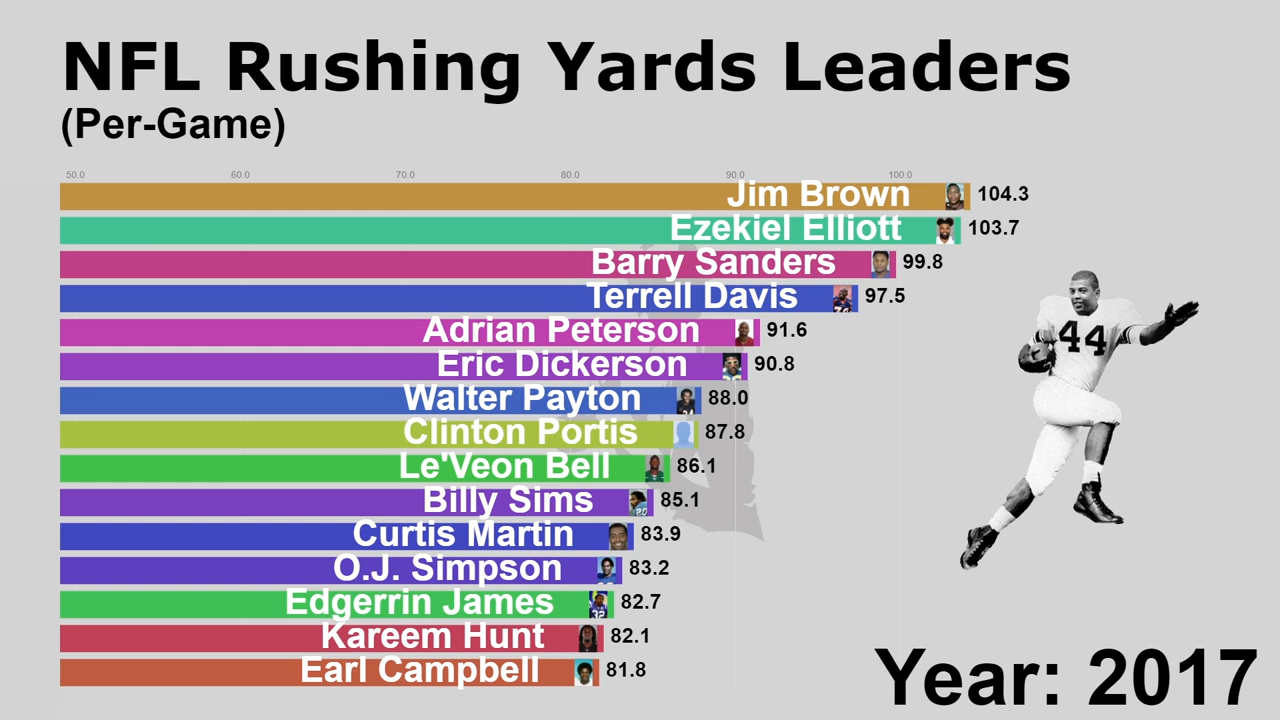 NFL Rushing Yards Leaders
(Per-Game)
50.0 60.0 70.0 80.0 90.0 100.0
Jim Brown 104.3
Ezekiel Elliott 103.7
Barry Sanders 99.8
Terrell Davis 97.5
Adrian Peterson 91.6
Eric Dickerson 90.8
Walter Payton 88.0
Clinton Portis 87.8
Le'Veon Bell 86.1
Billy Sims 85.1
Curtis Martin 83.9
O.J. Simpson 83.2
Edgerrin James 82.7
Kareem Hunt 82.1
Earl Campbell 81.8
44
Year: 2017